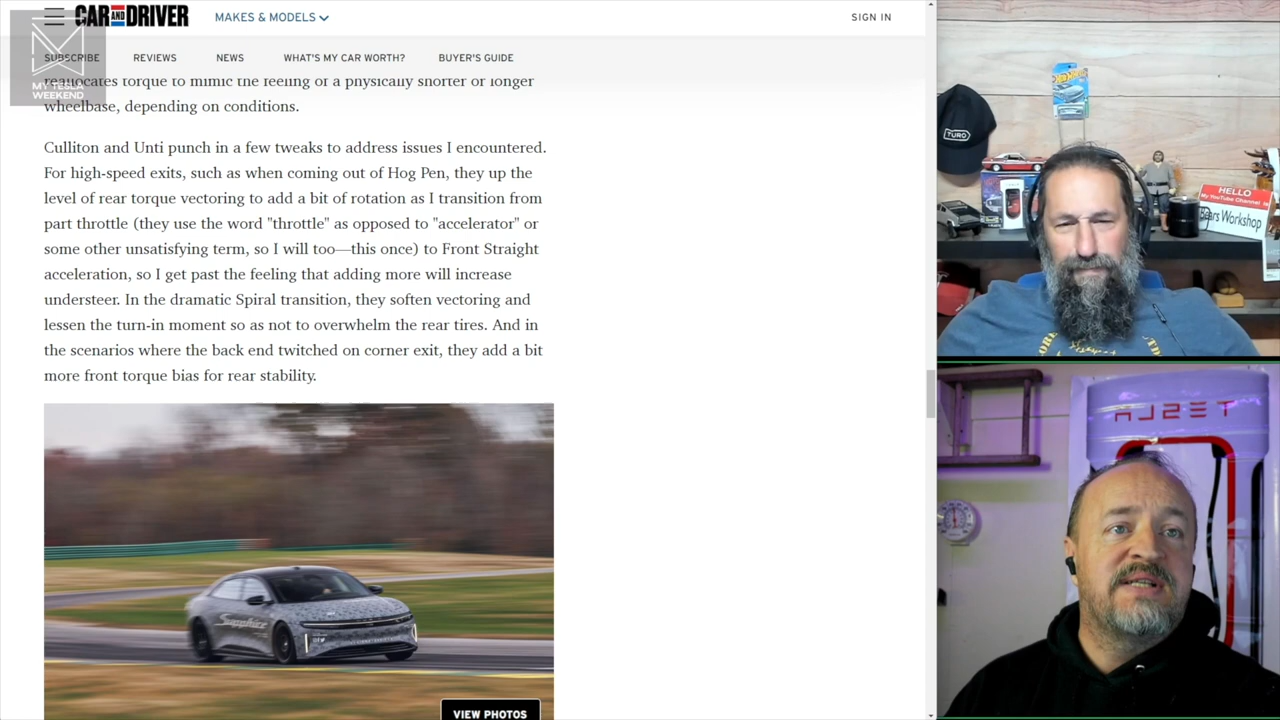 CAR AND DRIVER
MAKES & MODELS
SIGN IN
SUBSCRIBE
REVIEWS
NEWS
WHAT'S MY CAR WORTH?
BUYER'S GUIDE
MY TESLA
WEEKEND
reallocates torque to mimic the feeling of a physically shorter or longer
wheelbase, depending on conditions.
Culliton and Unti punch in a few tweaks to address issues I encountered.
For high-speed exits, such as when coming out of Hog Pen, they up the
level of rear torque vectoring to add a bit of rotation as I transition from
part throttle (they use the word "throttle" as opposed to "accelerator" or
some other unsatisfying term, so I will too—this once) to Front Straight
acceleration, so I get past the feeling that adding more will increase
understeer. In the dramatic Spiral transition, they soften vectoring and
lessen the turn-in moment so as not to overwhelm the rear tires. And in
the scenarios where the back end twitched on corner exit, they add a bit
more front torque bias for rear stability.
Sapphire
VIEW PHOTOS
TURO
Hot Wheels
HELLO
My YouTube Channel is
Bears Workshop
TESLA